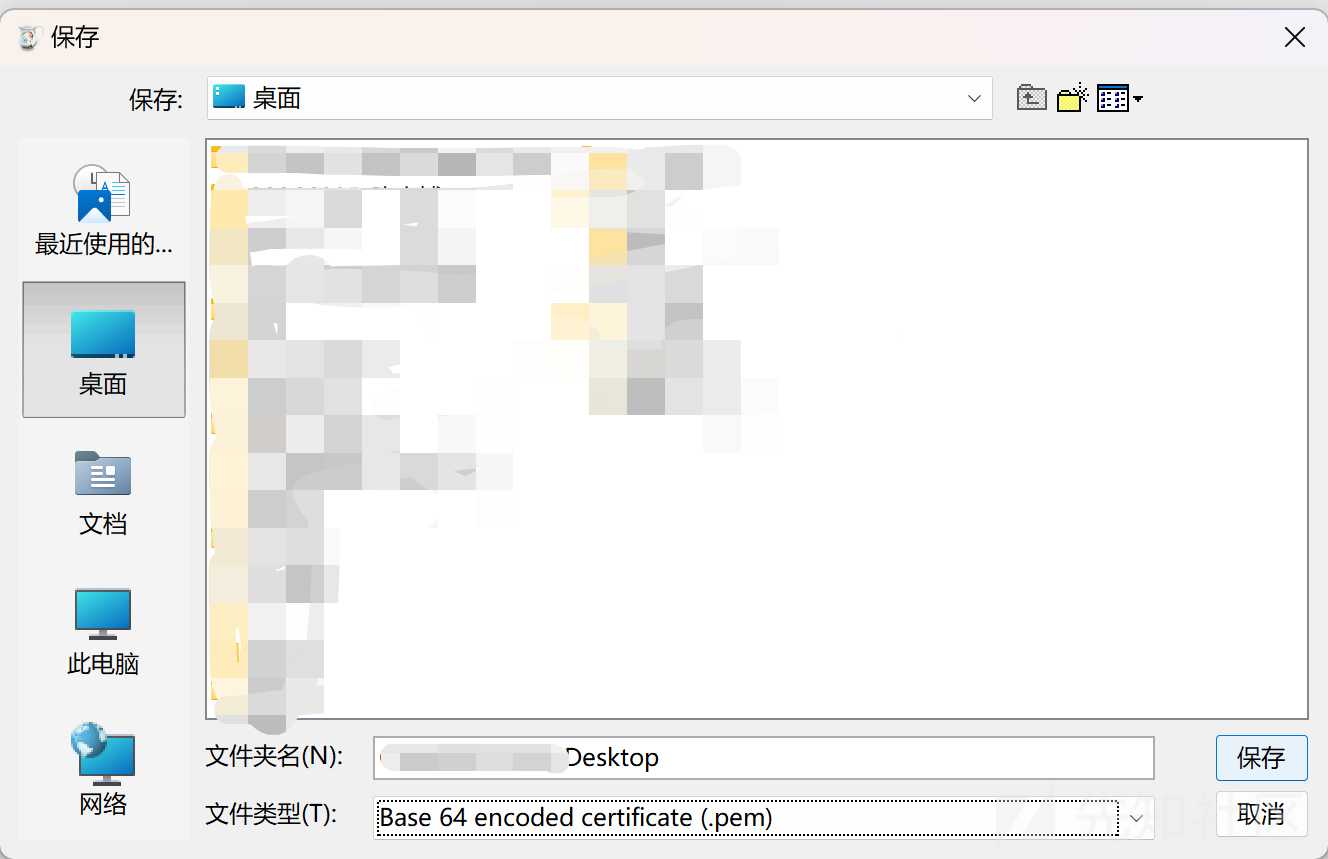 保存
保存:
桌面
最近使用的...
桌面
文档
此电脑
网络
文件夹名(N):
Desktop
保存
文件类型(T):
Base 64 encoded certificate (.pem)
取消
先知社区